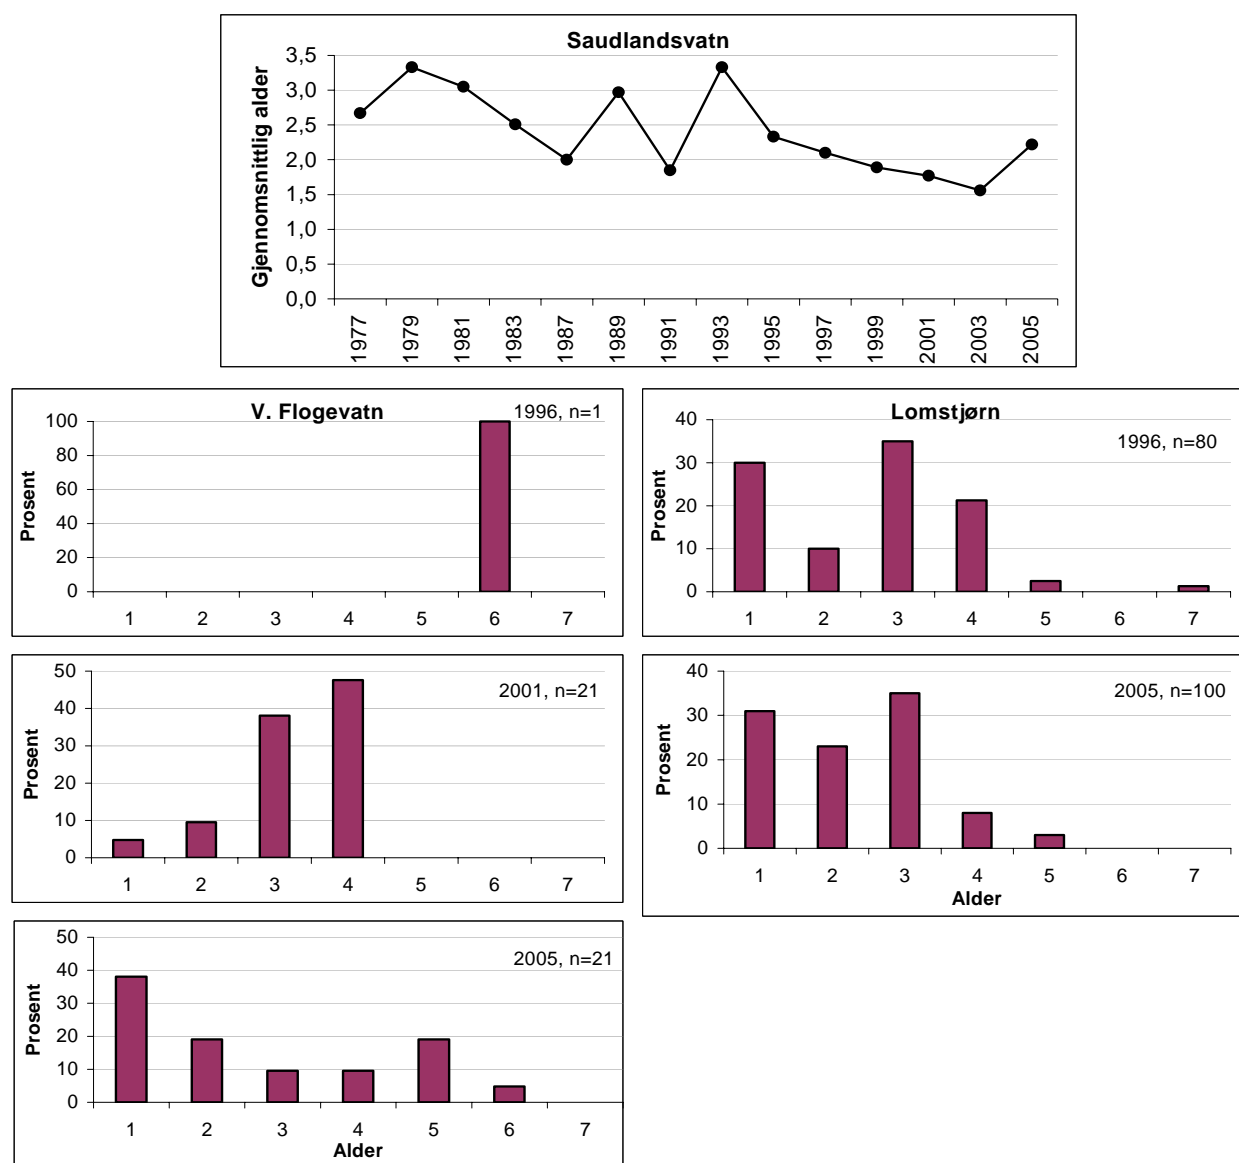 Saudlandsvatn
Gjennomsnittlig alder
3,5
3,0
2,5
2,0
1,5
1,0
0,5
0,0
1977 1979 1981 1983 1987 1989 1991 1993 1995 1997 1999 2001 2003 2005
V. Flogevatn
1996, n=1
Prosent
100
80
60
40
20
0
1 2 3 4 5 6 7
Lomstjørn
1996, n=80
Prosent
40
30
20
10
0
1 2 3 4 5 6 7
2001, n=21
Prosent
50
40
30
20
10
0
1 2 3 4 5 6 7
2005, n=100
Prosent
40
30
20
10
0
1 2 3 4 5 6 7
Alder
2005, n=21
Prosent
50
40
30
20
10
0
1 2 3 4 5 6 7
Alder